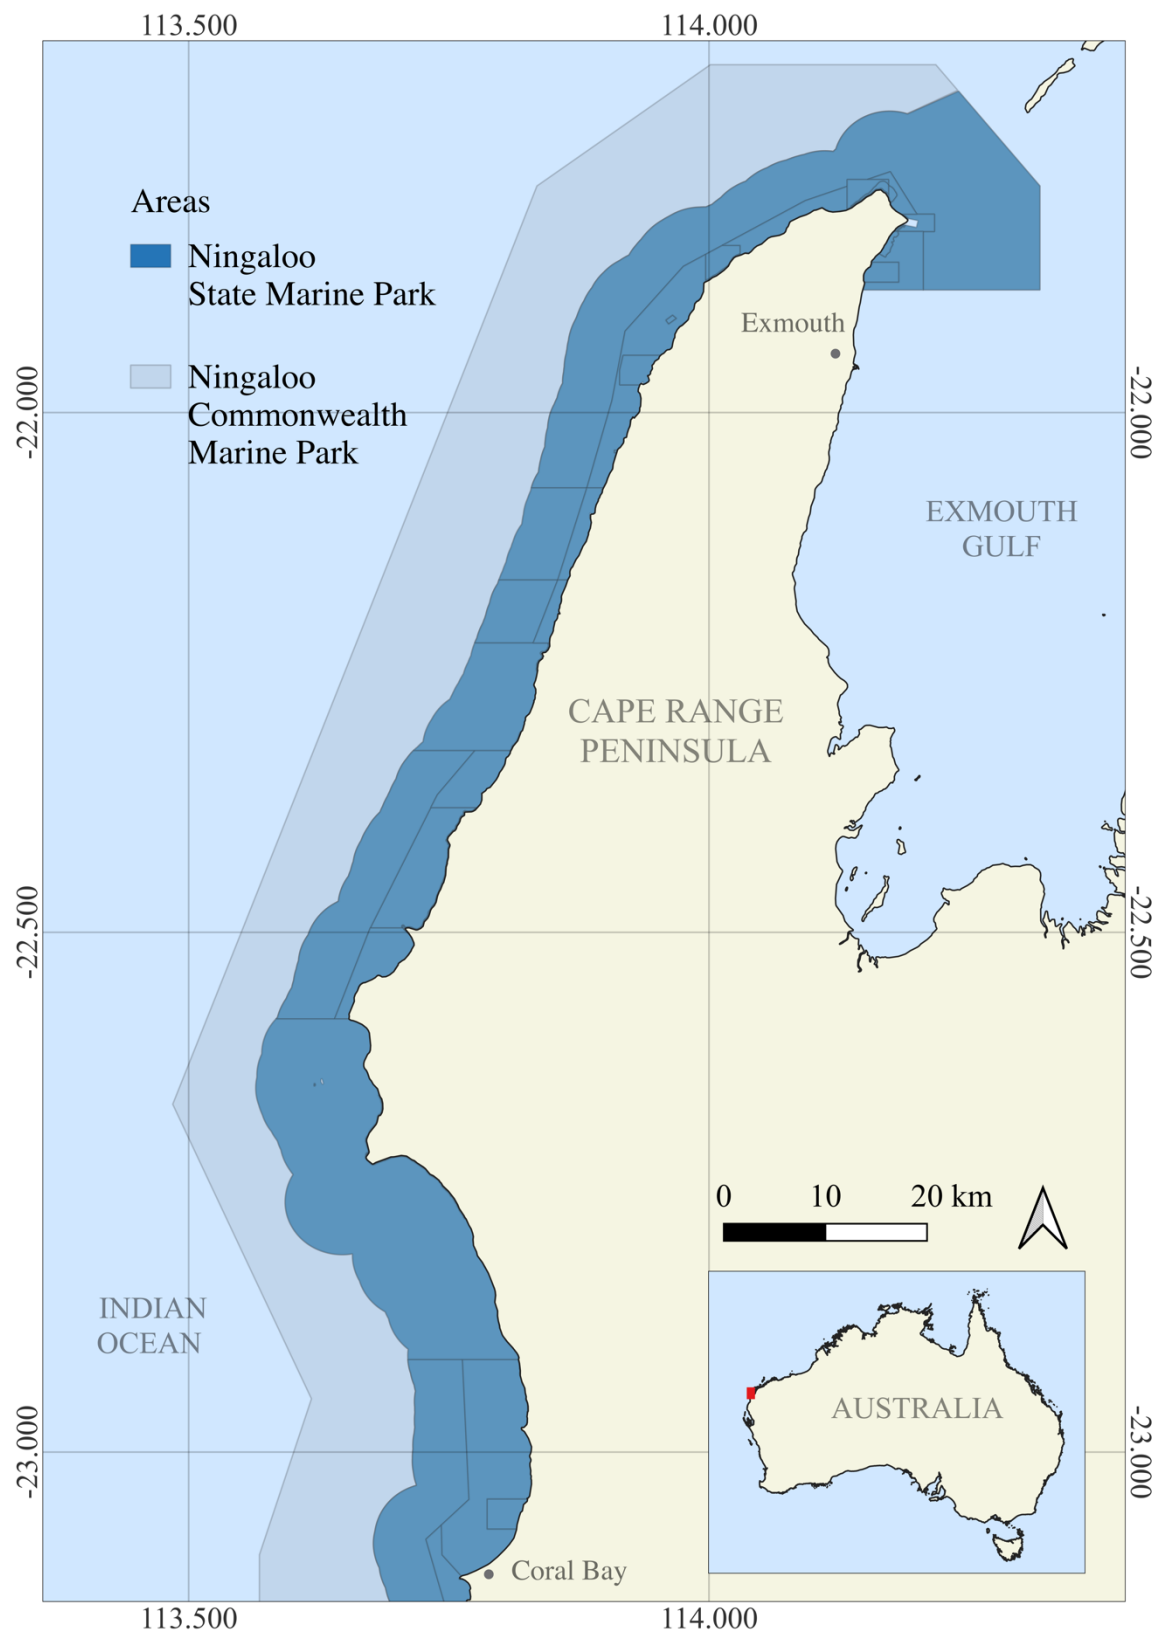 113.500
114.000
Areas
Ningaloo
State Marine Park
Exmouth
Ningaloo
Commonwealth
Marine Park
-22.000
-22.000
EXMOUTH
GULF
CAPE RANGE
PENINSULA
-22.500
-22.500
0 10 20 km
INDIAN
OCEAN
AUSTRALIA
-23.000
-23.000
Coral Bay
113.500
114.000